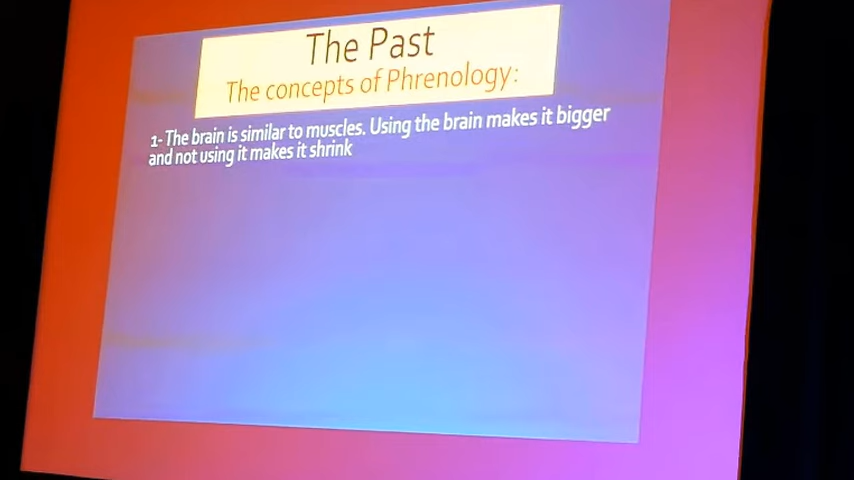 The Past
The concepts of Phrenology:
1- The brain is similar to muscles. Using the brain makes it bigger
and not using it makes it shrink